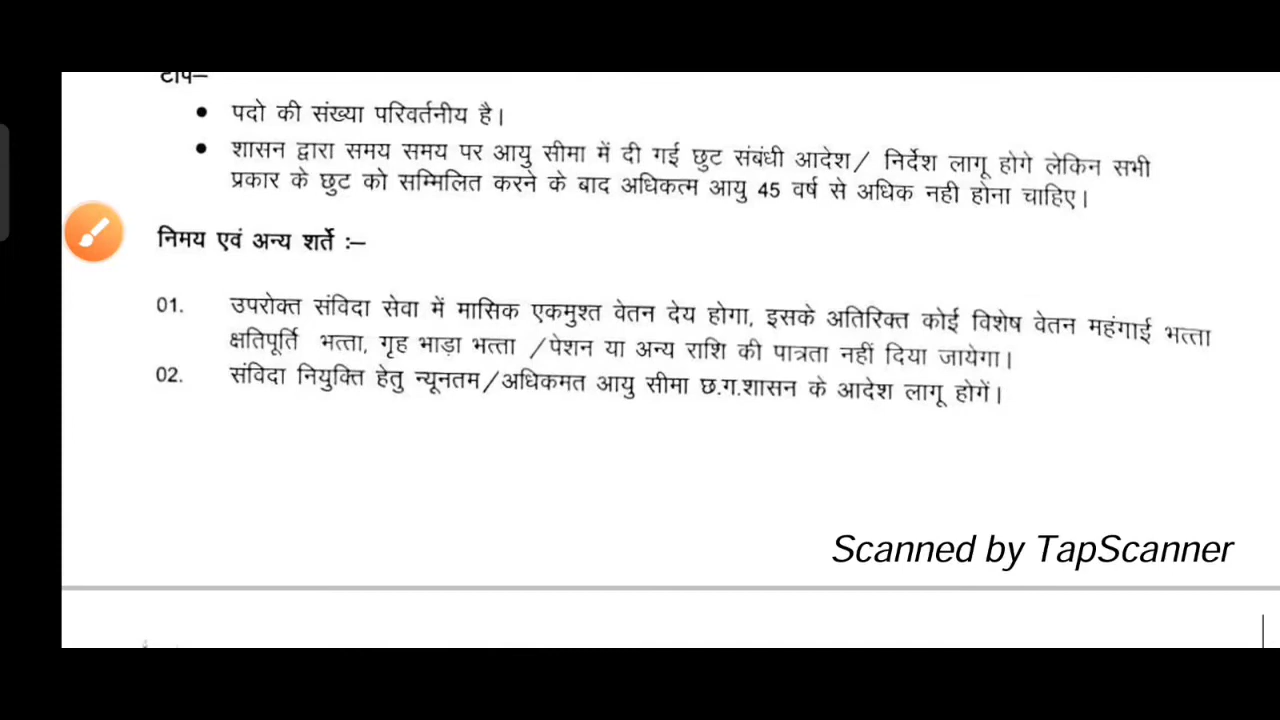 टीप–
• पदो की संख्या परिवर्तनीय है।
• शासन द्वारा समय समय पर आयु सीमा में दी गई छुट संबंधी आदेश/ निर्देश लागू होगे लेकिन सभी
प्रकार के छुट को सम्मिलित करने के बाद अधिकत्म आयु 45 वर्ष से अधिक नही होना चाहिए।
निमय एवं अन्य शर्ते :–
01. उपरोक्त संविदा सेवा में मासिक एकमुश्त वेतन देय होगा, इसके अतिरिक्त कोई विशेष वेतन महंगाई भत्ता
क्षतिपूर्ति भत्ता, गृह भाड़ा भत्ता /पेशन या अन्य राशि की पात्रता नहीं दिया जायेगा।
02. संविदा नियुक्ति हेतु न्यूनतम/अधिकमत आयु सीमा छ.ग.शासन के आदेश लागू होगें।
Scanned by TapScanner